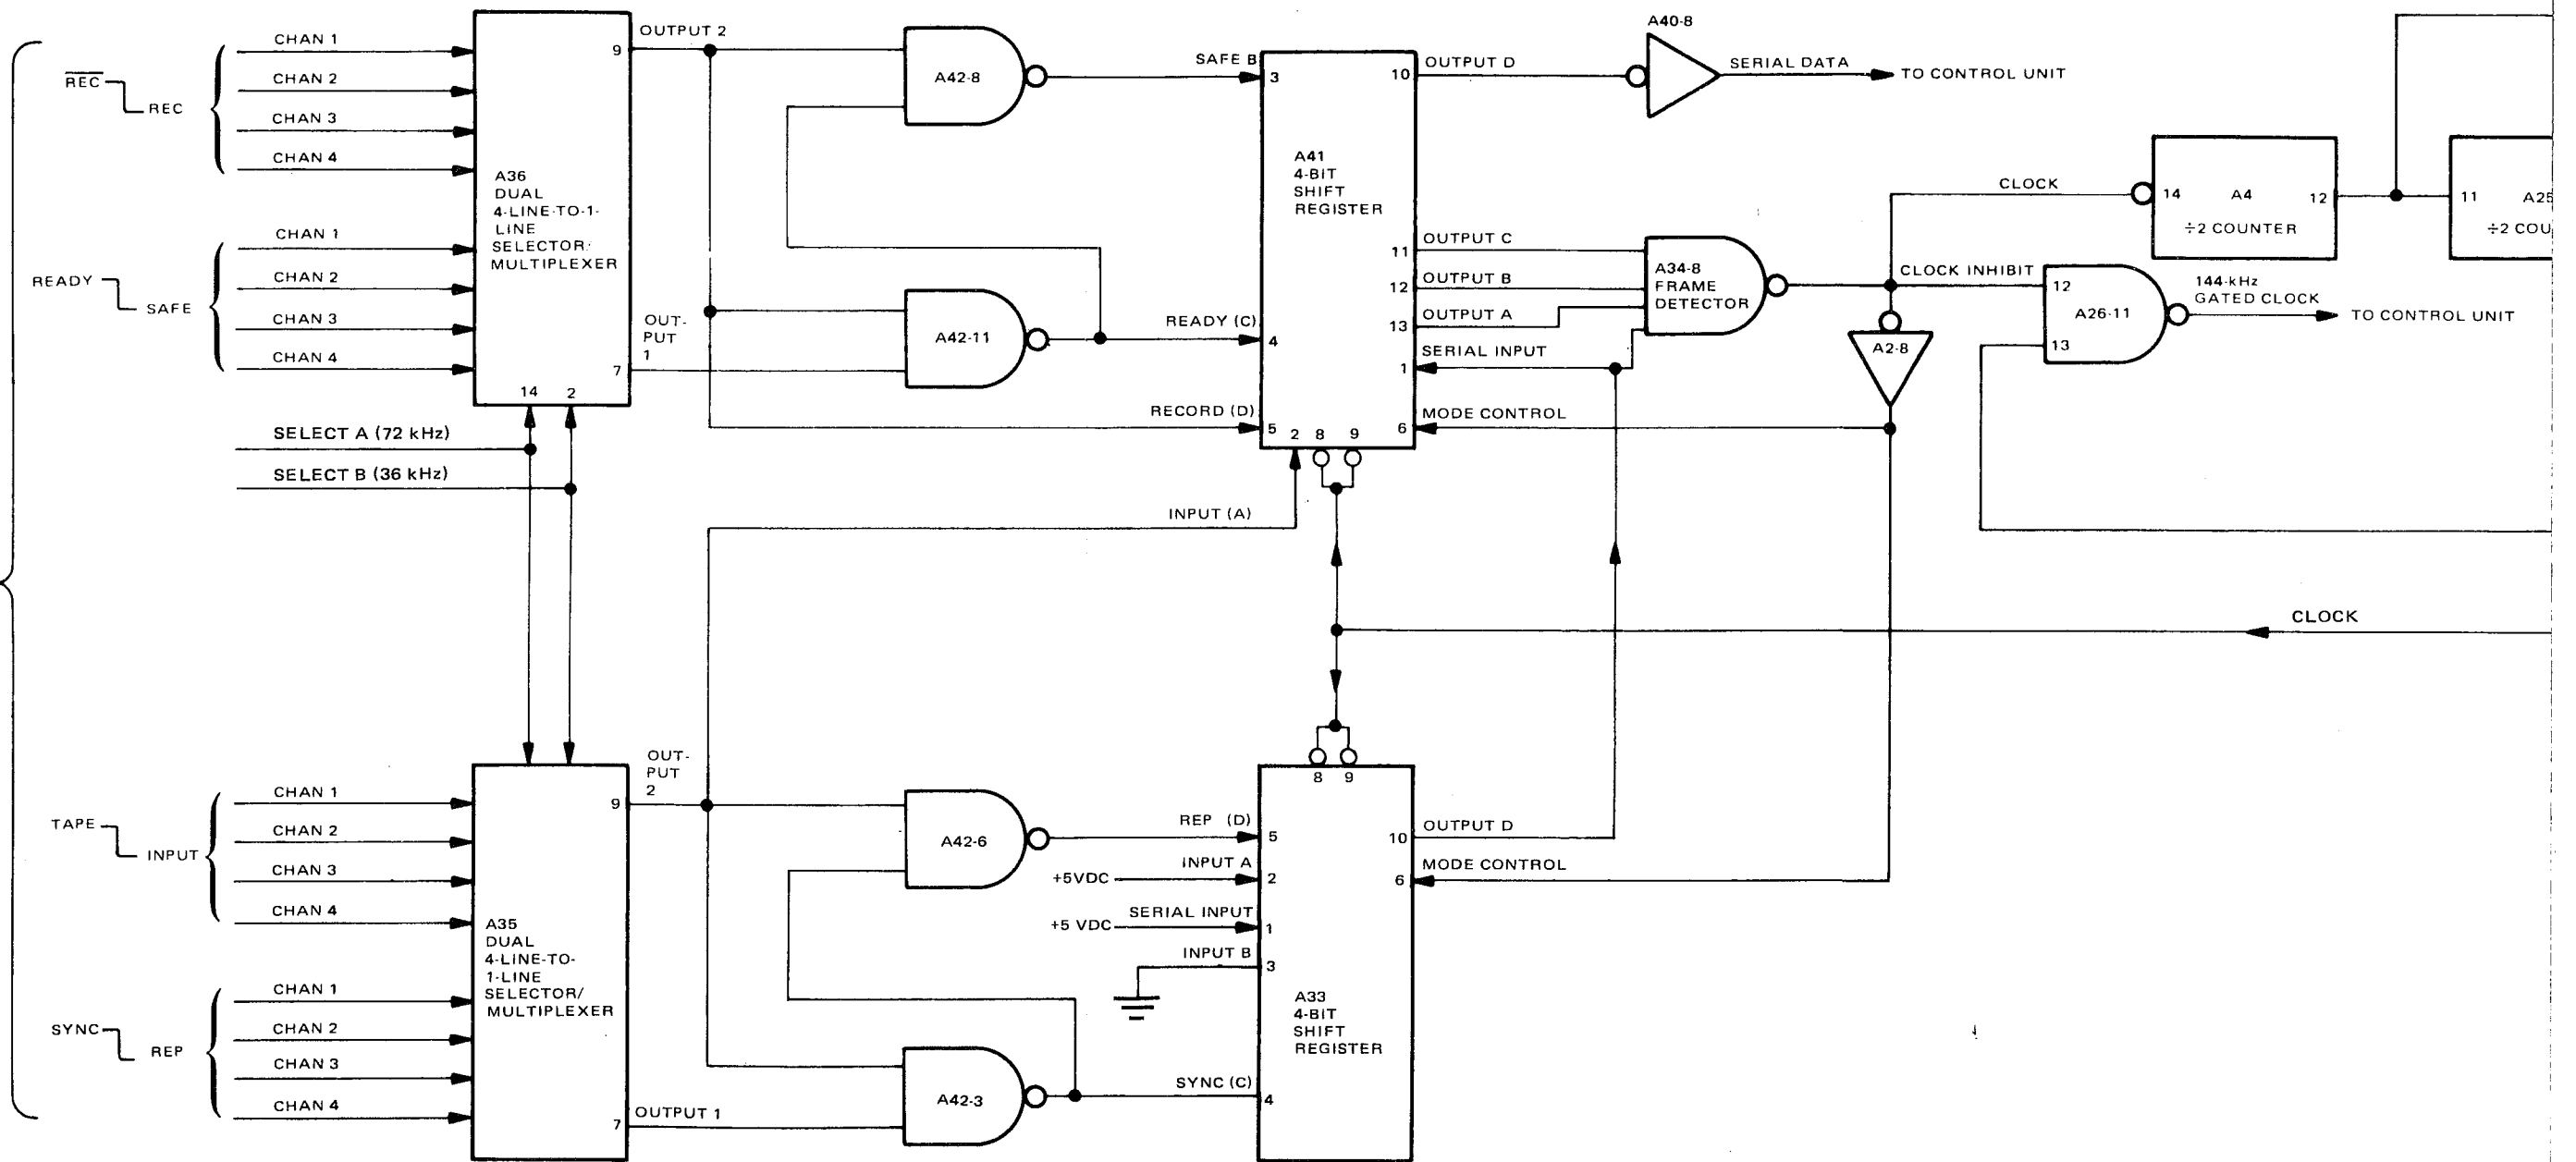 REC
REC
CHAN 1
CHAN 2
CHAN 3
CHAN 4
READY
SAFE
CHAN 1
CHAN 2
CHAN 3
CHAN 4
A36
DUAL
4-LINE-TO-1-
LINE
SELECTOR/
MULTIPLEXER
9
7
14 2
OUTPUT 2
OUT-
PUT
1
SELECT A (72 kHz)
SELECT B (36 kHz)
A42-8
A42-11
SAFE B
READY (C)
RECORD (D)
INPUT (A)
3
4
5
2 8 9
A41
4-BIT
SHIFT
REGISTER
10
11
12
13
1
6
OUTPUT D
OUTPUT C
OUTPUT B
OUTPUT A
SERIAL INPUT
MODE CONTROL
A40-8
SERIAL DATA
TO CONTROL UNIT
A34-8
FRAME
DETECTOR
CLOCK
14 A4 12
÷2 COUNTER
11 A25
÷2 COU
CLOCK INHIBIT
A2-8
12
13
A26-11
144-kHz
GATED CLOCK
TO CONTROL UNIT
CLOCK
TAPE
INPUT
CHAN 1
CHAN 2
CHAN 3
CHAN 4
SYNC
REP
CHAN 1
CHAN 2
CHAN 3
CHAN 4
A35
DUAL
4-LINE-TO-
1-LINE
SELECTOR/
MULTIPLEXER
9
7
OUT-
PUT
2
OUTPUT 1
A42-6
A42-3
REP (D)
INPUT A
+5VDC
SERIAL INPUT
+5 VDC
INPUT B
SYNC (C)
8 9
5
2
1
3
4
A33
4-BIT
SHIFT
REGISTER
10
6
OUTPUT D
MODE CONTROL